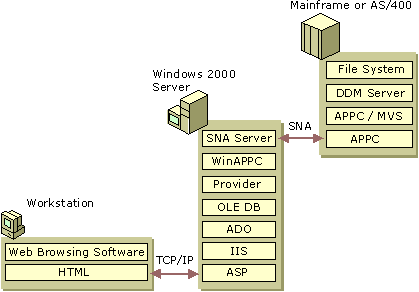 Mainframe or AS/400
File System
DDM Server
APPC / MVS
APPC
Windows 2000
Server
SNA
SNA Server
WinAPPC
Provider
OLE DB
ADO
IIS
ASP
Workstation
Web Browsing Software
HTML
TCP/IP